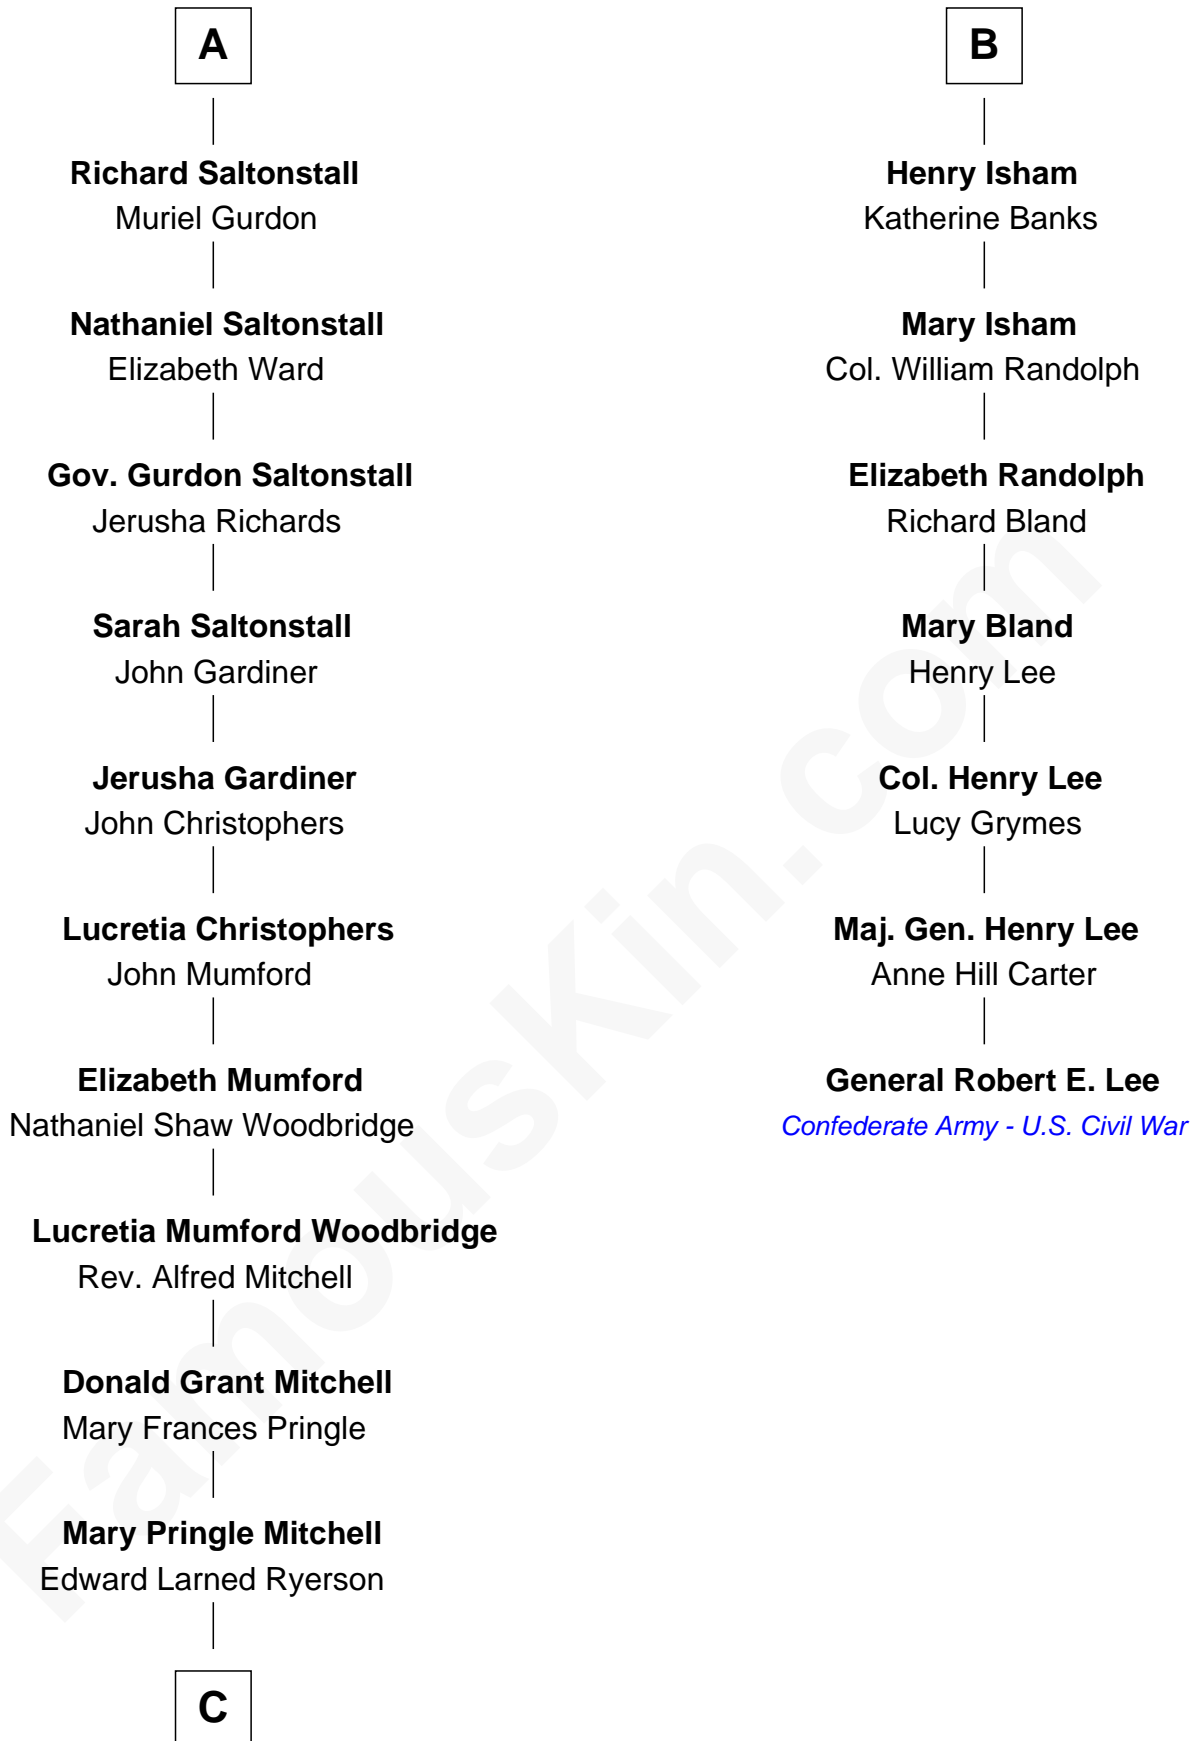 A
Richard Saltonstall
Muriel Gurdon
Nathaniel Saltonstall
Elizabeth Ward
Gov. Gurdon Saltonstall
Jerusha Richards
Sarah Saltonstall
John Gardiner
Jerusha Gardiner
John Christophers
Lucretia Christophers
John Mumford
Elizabeth Mumford
Nathaniel Shaw Woodbridge
Lucretia Mumford Woodbridge
Rev. Alfred Mitchell
Donald Grant Mitchell
Mary Frances Pringle
Mary Pringle Mitchell
Edward Larned Ryerson
C
B
Henry Isham
Katherine Banks
Mary Isham
Col. William Randolph
Elizabeth Randolph
Richard Bland
Mary Bland
Henry Lee
Col. Henry Lee
Lucy Grymes
Maj. Gen. Henry Lee
Anne Hill Carter
General Robert E. Lee
Confederate Army - U.S. Civil War
FamousKin.com